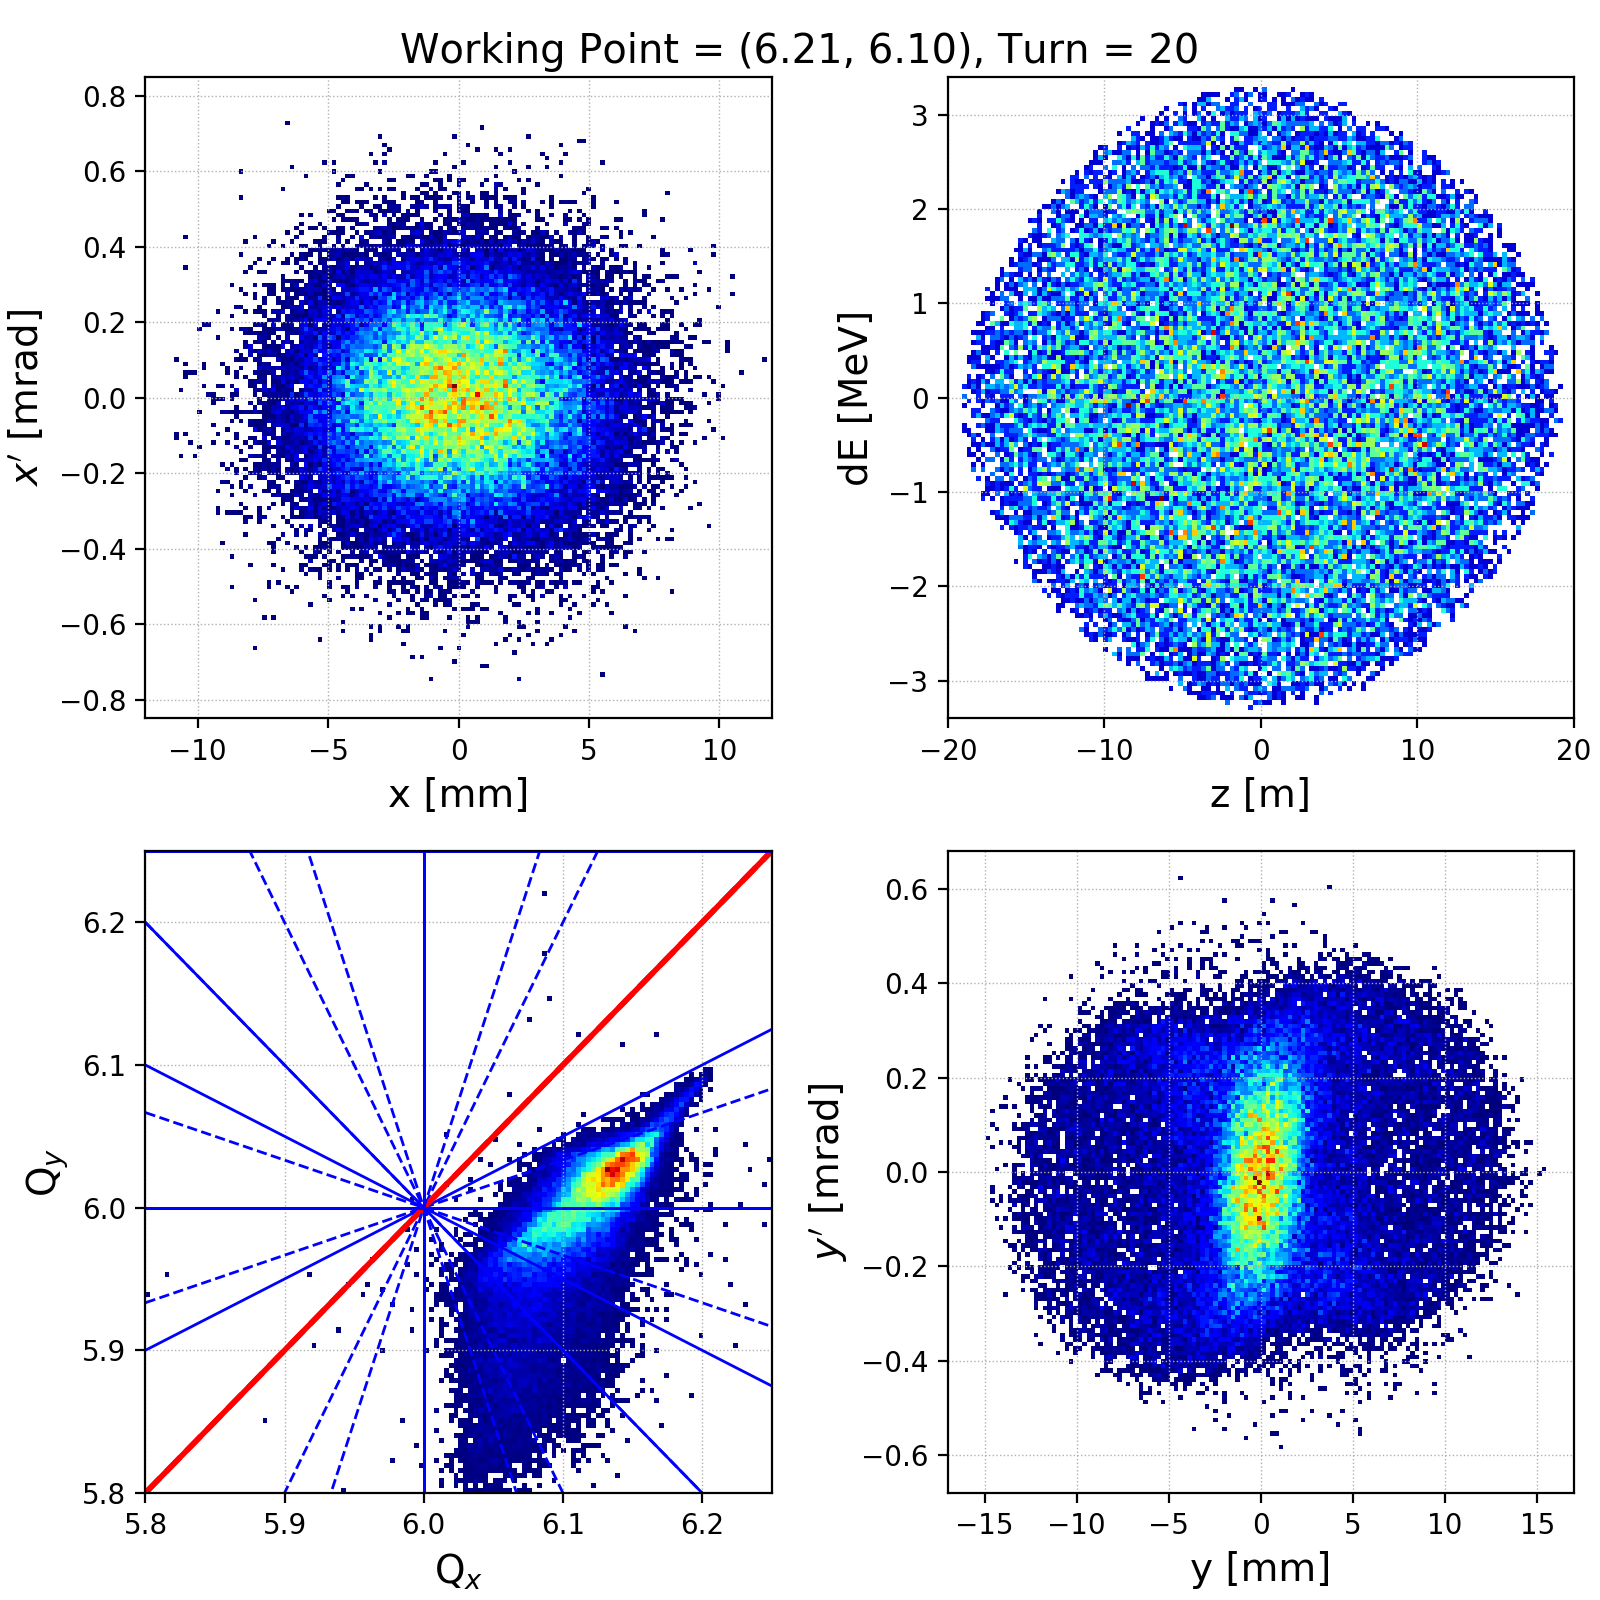 Working Point = (6.21, 6.10), Turn = 20
0.8
0.6
0.4
0.2
0.0
−0.2
−0.4
−0.6
−0.8
x′ [mrad]
−10 −5 0 5 10
x [mm]
3
2
1
0
−1
−2
−3
dE [MeV]
−20 −10 0 10 20
z [m]
6.2
6.1
6.0
5.9
5.8
Qy
5.8 5.9 6.0 6.1 6.2
Qx
0.6
0.4
0.2
0.0
−0.2
−0.4
−0.6
y′ [mrad]
−15 −10 −5 0 5 10 15
y [mm]